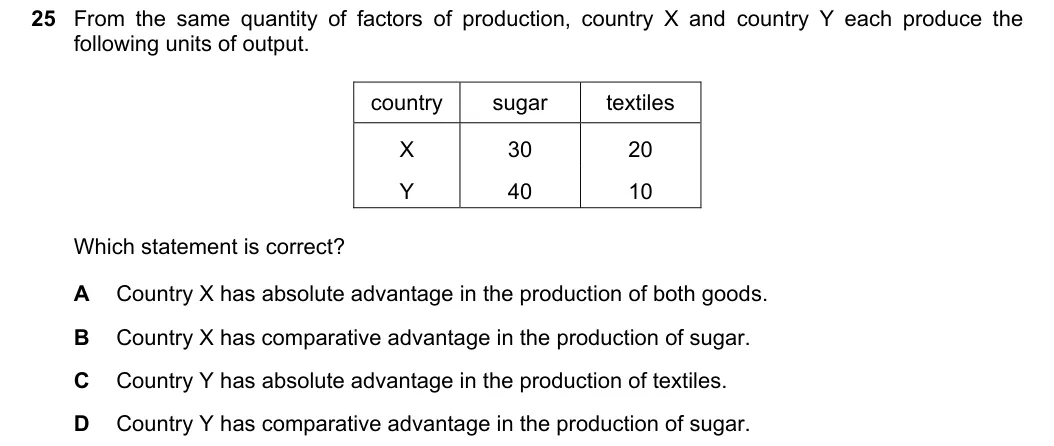 25 From the same quantity of factors of production, country X and country Y each produce the
following units of output.
country sugar textiles
X 30 20
Y 40 10
Which statement is correct?
A Country X has absolute advantage in the production of both goods.
B Country X has comparative advantage in the production of sugar.
C Country Y has absolute advantage in the production of textiles.
D Country Y has comparative advantage in the production of sugar.